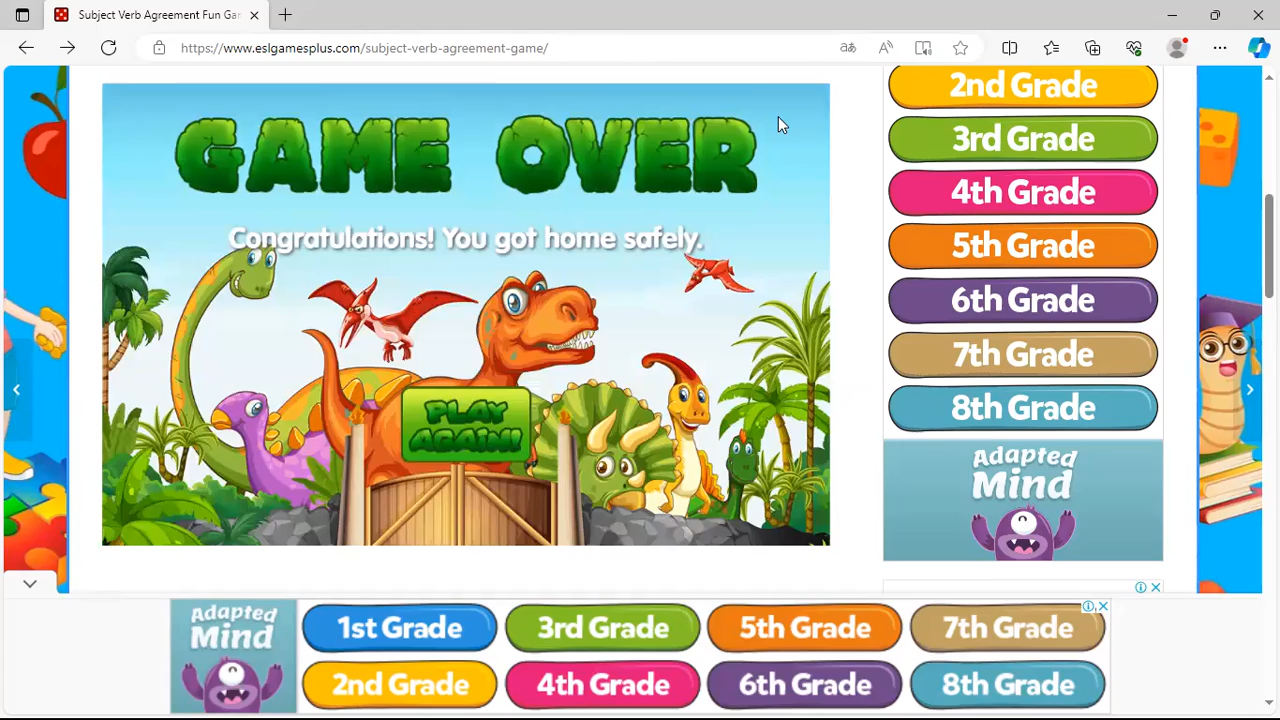 Subject Verb Agreement Fun Ga
https://www.eslgamesplus.com/subject-verb-agreement-game/
GAME OVER
Congratulations! You got home safely.
PLAY
AGAIN!
2nd Grade
3rd Grade
4th Grade
5th Grade
6th Grade
7th Grade
8th Grade
Adapted
Mind
Adapted
Mind
1st Grade
3rd Grade
5th Grade
7th Grade
2nd Grade
4th Grade
6th Grade
8th Grade